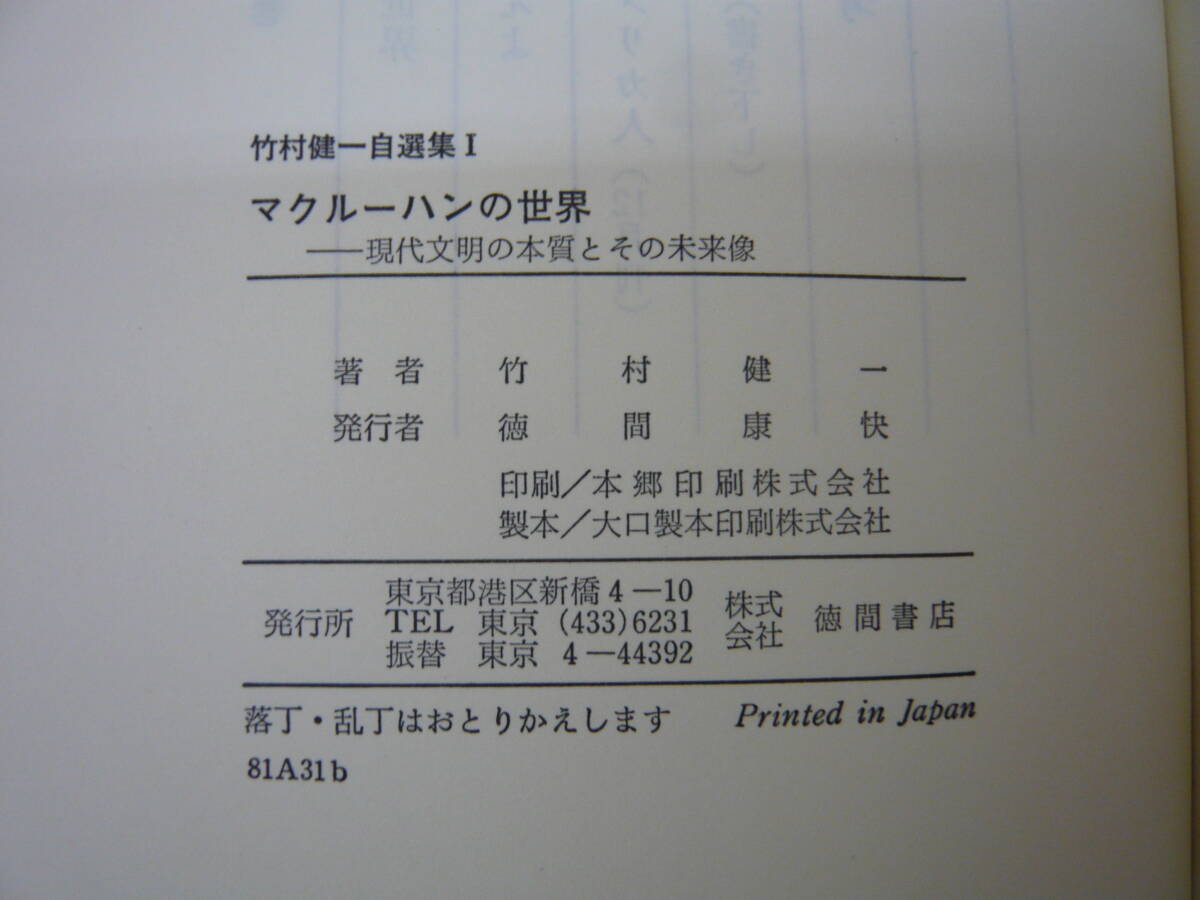 竹村健一自選集Ⅰ
マクルーハンの世界
——現代文明の本質とその未来像
著者 竹村健一
発行者 徳間康快
印刷/本郷印刷株式会社
製本/大口製本印刷株式会社
発行所
東京都港区新橋4—10
TEL 東京 (433)6231
振替 東京 4—44392
株式会社 徳間書店
落丁・乱丁はおとりかえします Printed in Japan
81A31b